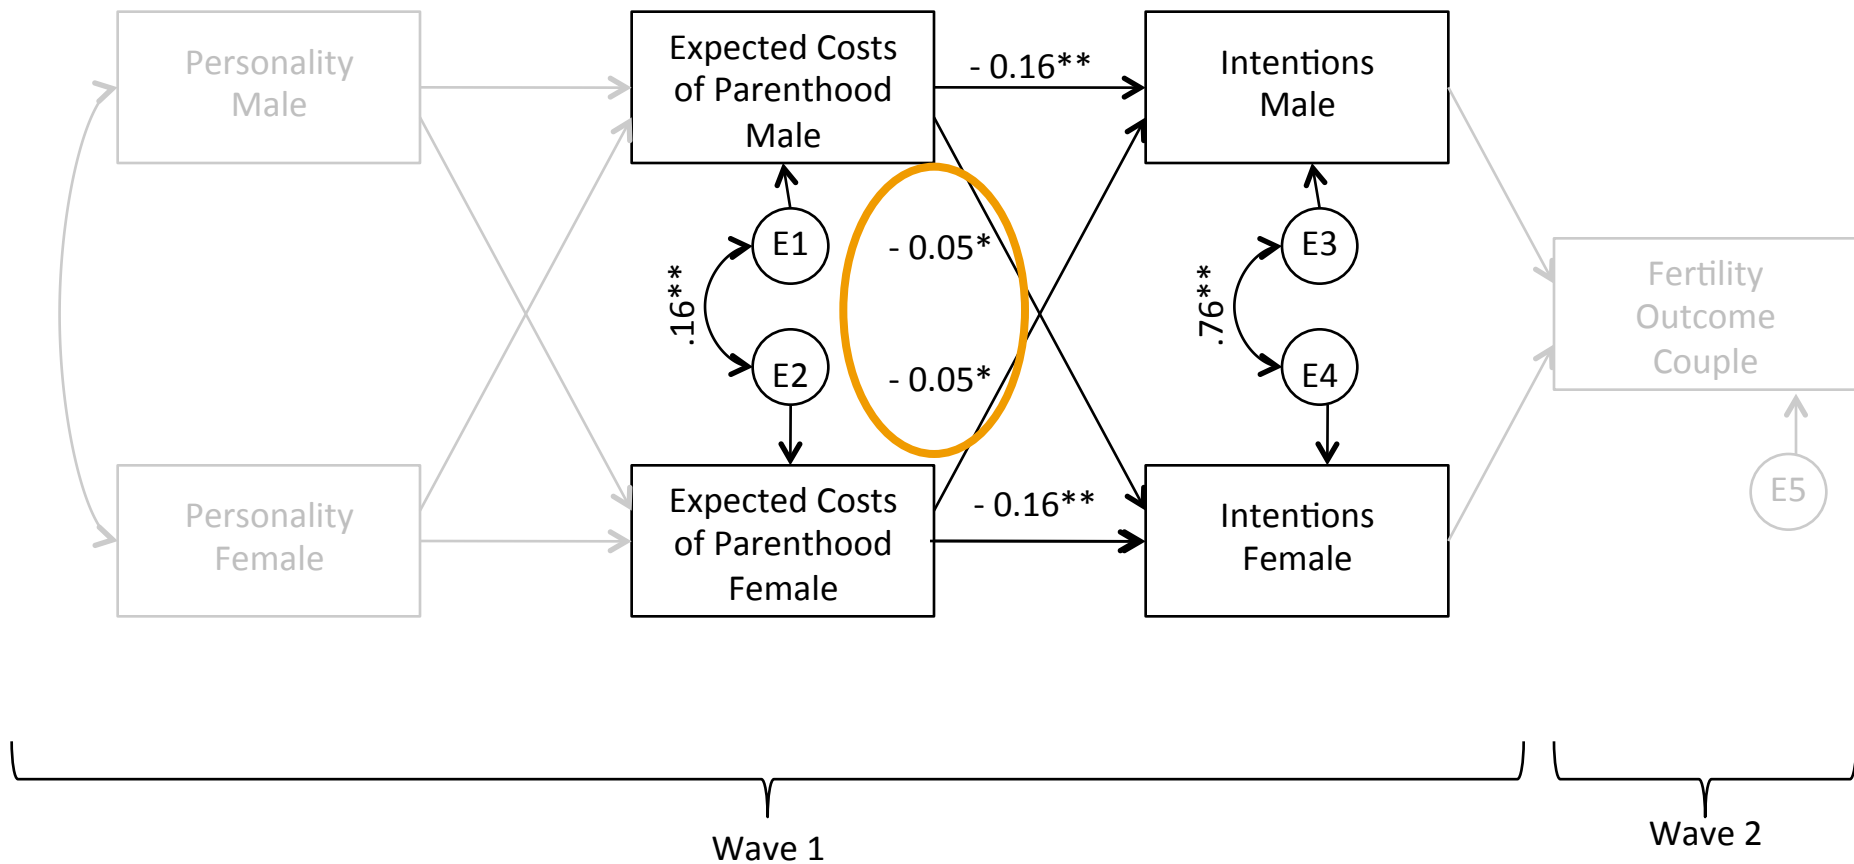 Personality
Male
Expected Costs
of Parenthood
Male
- 0.16**
Intentions
Male
E1
- 0.05*
E3
.16**
.76**
Fertility
Outcome
Couple
E2
- 0.05*
E4
Personality
Female
Expected Costs
of Parenthood
Female
- 0.16**
Intentions
Female
E5
Wave 1
Wave 2